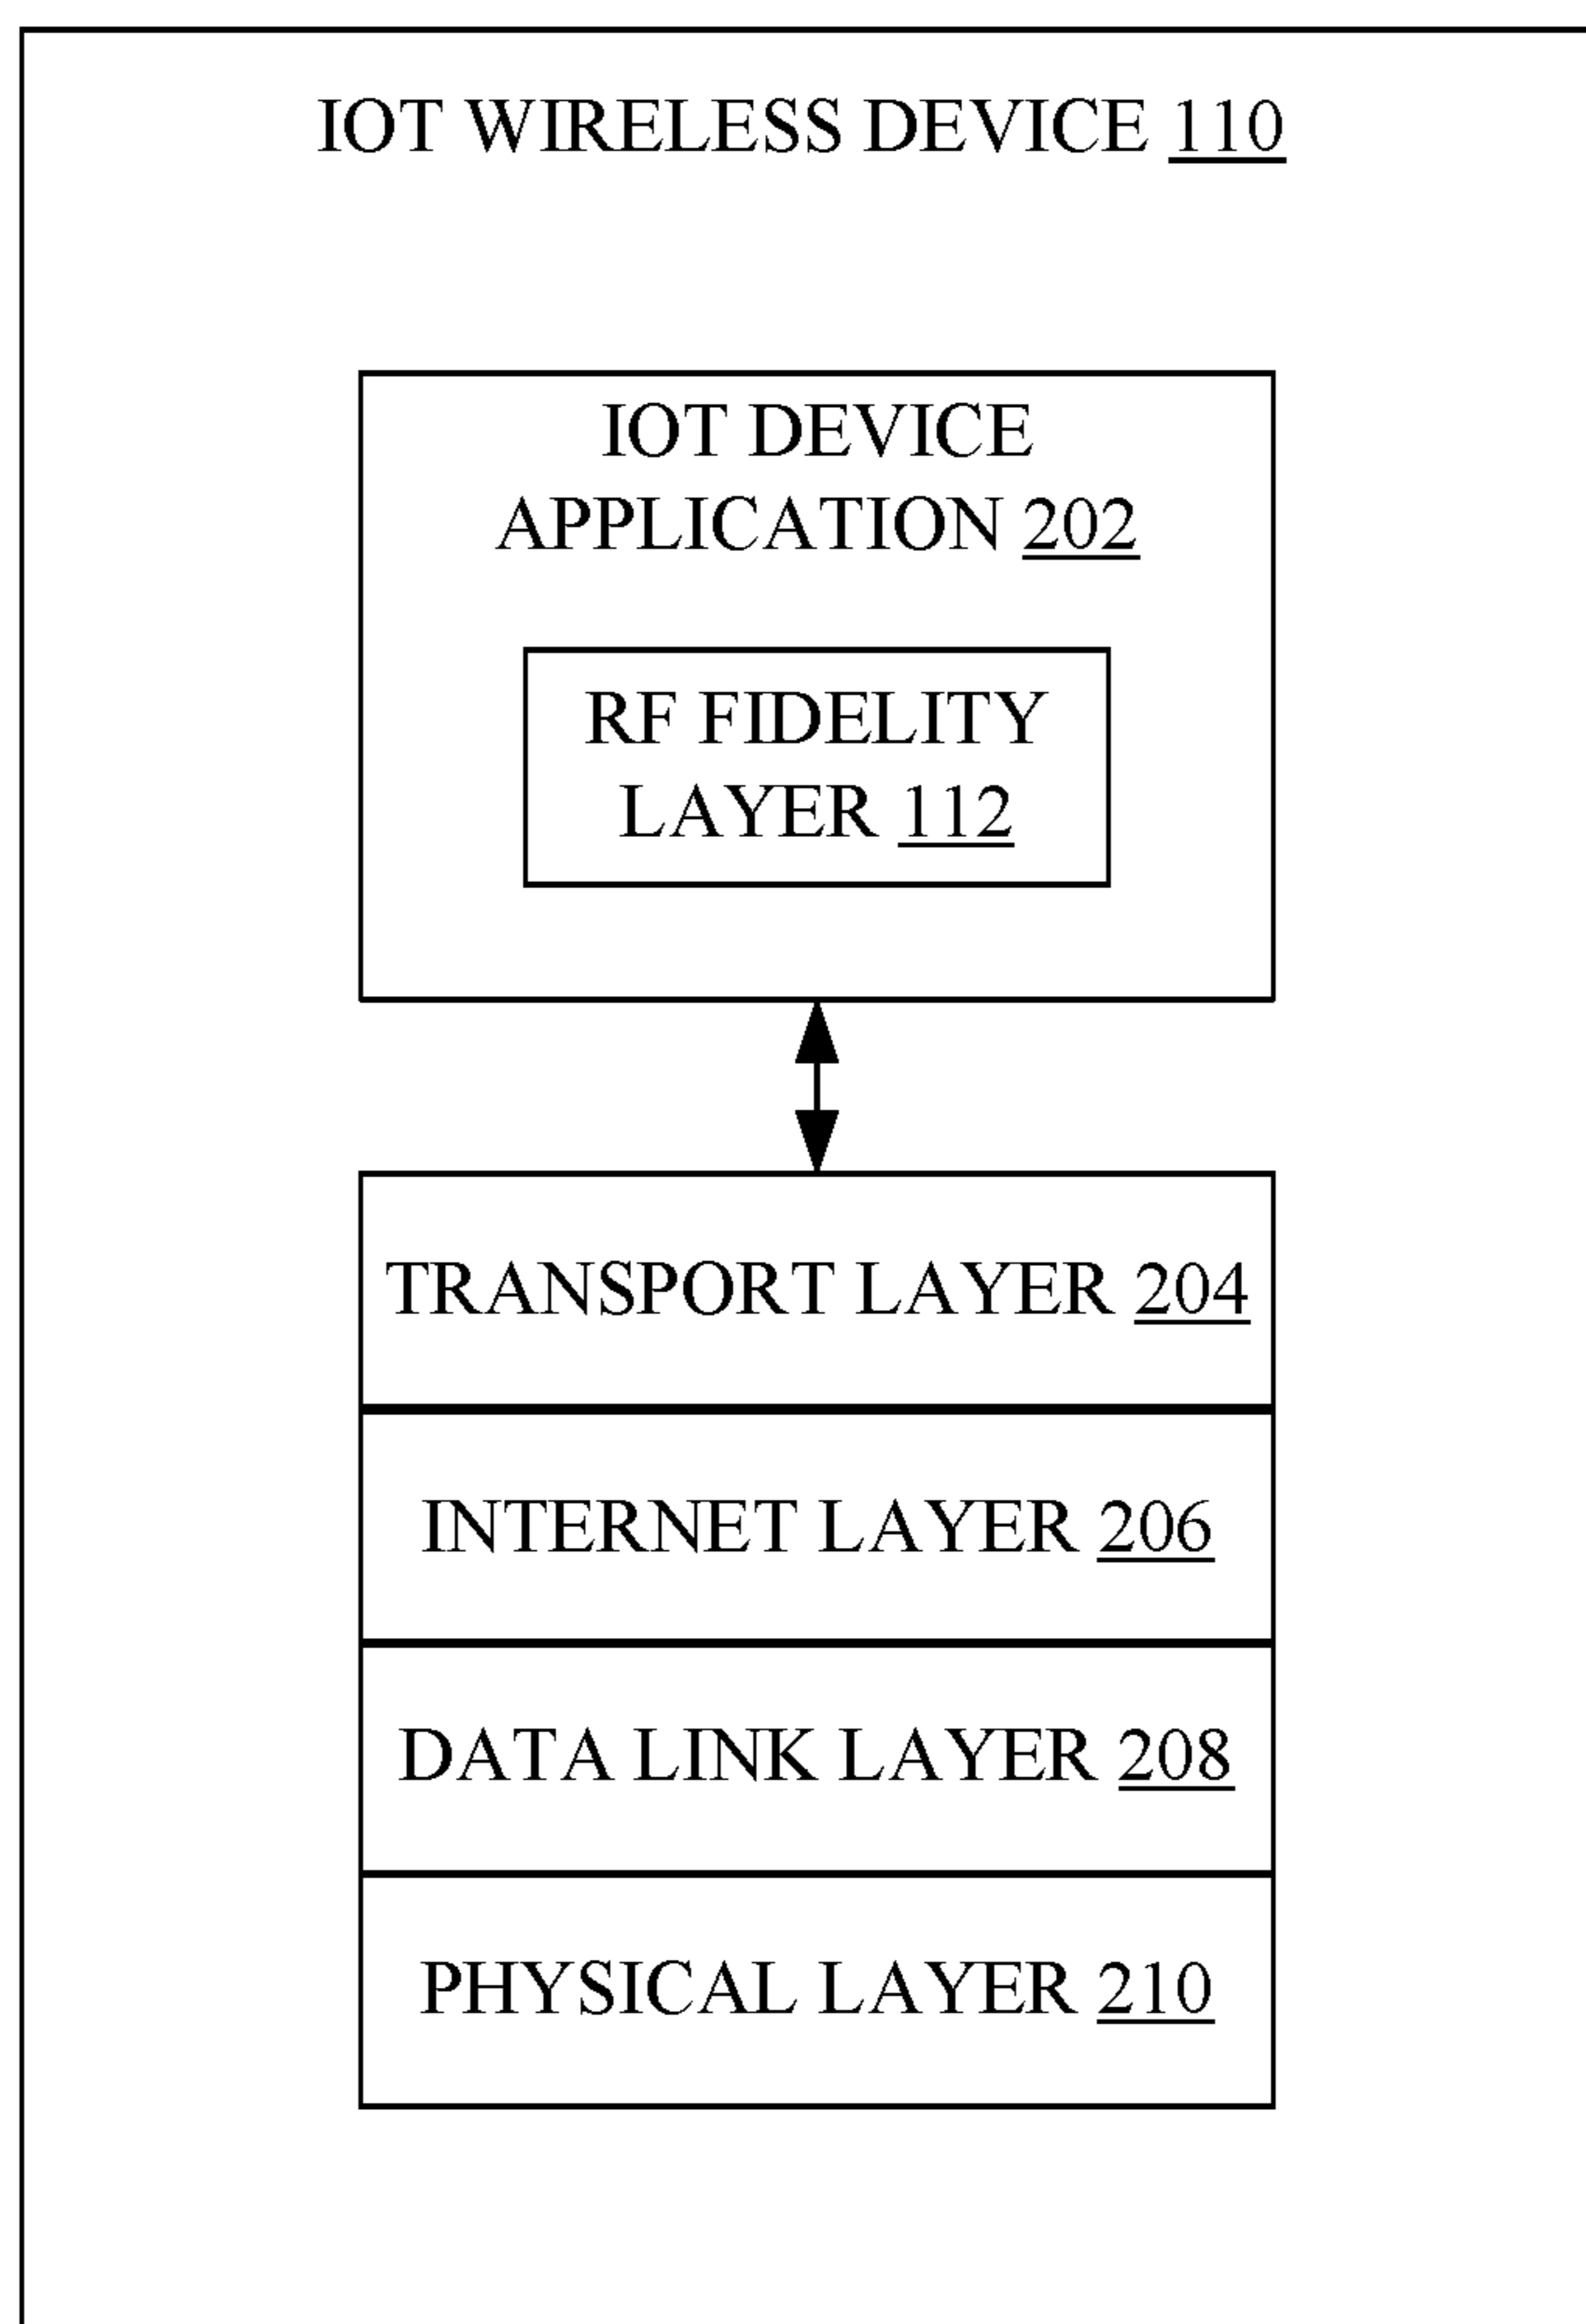 IOT WIRELESS DEVICE 110
IOT DEVICE
APPLICATION 202
RF FIDELITY
LAYER 112
TRANSPORT LAYER 204
INTERNET LAYER 206
DATA LINK LAYER 208
PHYSICAL LAYER 210